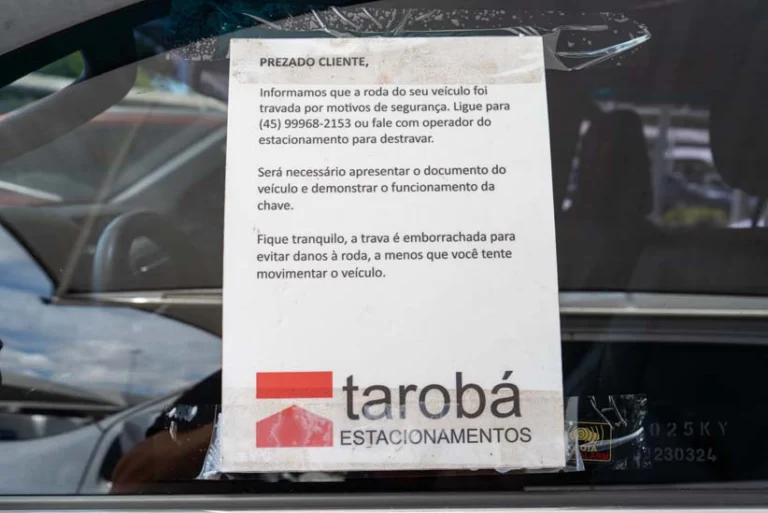 PREZADO CLIENTE,
Informamos que a roda do seu veículo foi
travada por motivos de segurança. Ligue para
(45) 99968-2153 ou fale com operador do
estacionamento para destravar.
Será necessário apresentar o documento do
veículo e demonstrar o funcionamento da
chave.
Fique tranquilo, a trava é emborrachada para
evitar danos à roda, a menos que você tente
movimentar o veículo.
tarobá
ESTACIONAMENTOS
025KY
230324